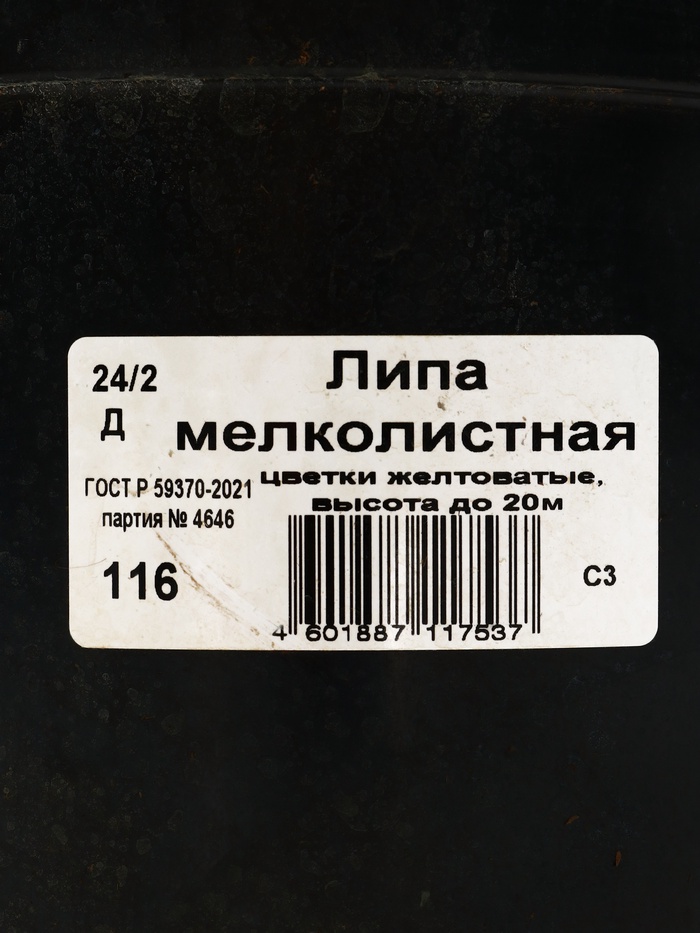 24/2
Д
Липа
мелколистная
цветки желтоватые,
высота до 20м
ГОСТ Р 59370-2021
партия № 4646
116
С3
4 601887 117537